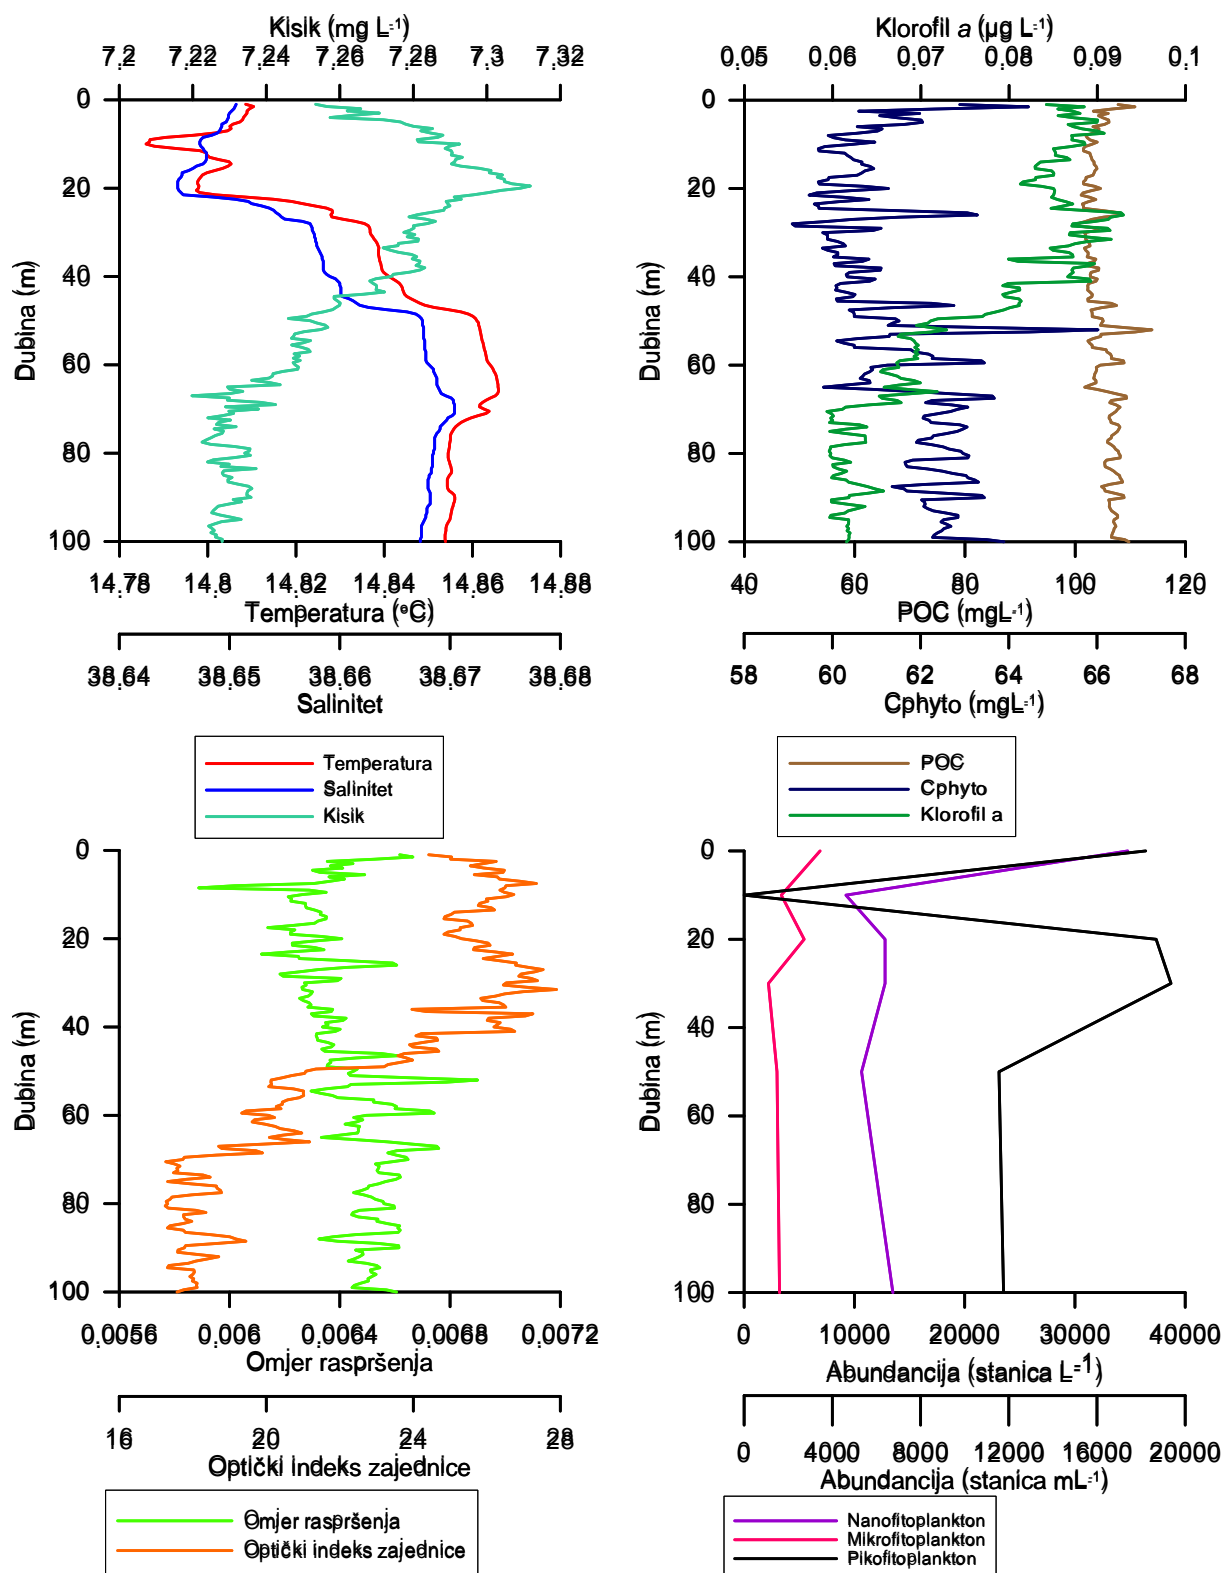 Kisik (mg L-1)
7.2 7.22 7.24 7.26 7.28 7.3 7.32
0
20
40
60
80
100
Dubina (m)
14.78 14.8 14.82 14.84 14.86 14.88
Temperatura (°C)
38.64 38.65 38.66 38.67 38.68
Salinitet
Temperatura
Salinitet
Kisik
Klorofil a (µg L-1)
0.05 0.06 0.07 0.08 0.09 0.1
0
20
40
60
80
100
Dubina (m)
40 60 80 100 120
POC (mgL-1)
58 60 62 64 66 68
Cphyto (mgL-1)
POC
Cphyto
Klorofil a
0
20
40
60
80
100
Dubina (m)
0.0056 0.006 0.0064 0.0068 0.0072
Omjer raspršenja
16 20 24 28
Optički indeks zajednice
Omjer raspršenja
Optički indeks zajednice
0
20
40
60
80
100
Dubina (m)
0 10000 20000 30000 40000
Abundancija (stanica L-1)
0 4000 8000 12000 16000 20000
Abundancija (stanica mL-1)
Nanofitoplankton
Mikrofitoplankton
Pikofitoplankton